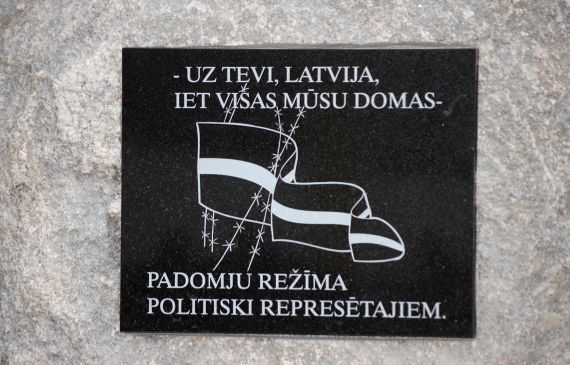 - UZ TEVI, LATVIJA,
IET VISAS MŪSU DOMAS-
PADOMJU REŽĪMA
POLITISKI REPRESĒTAJIEM.